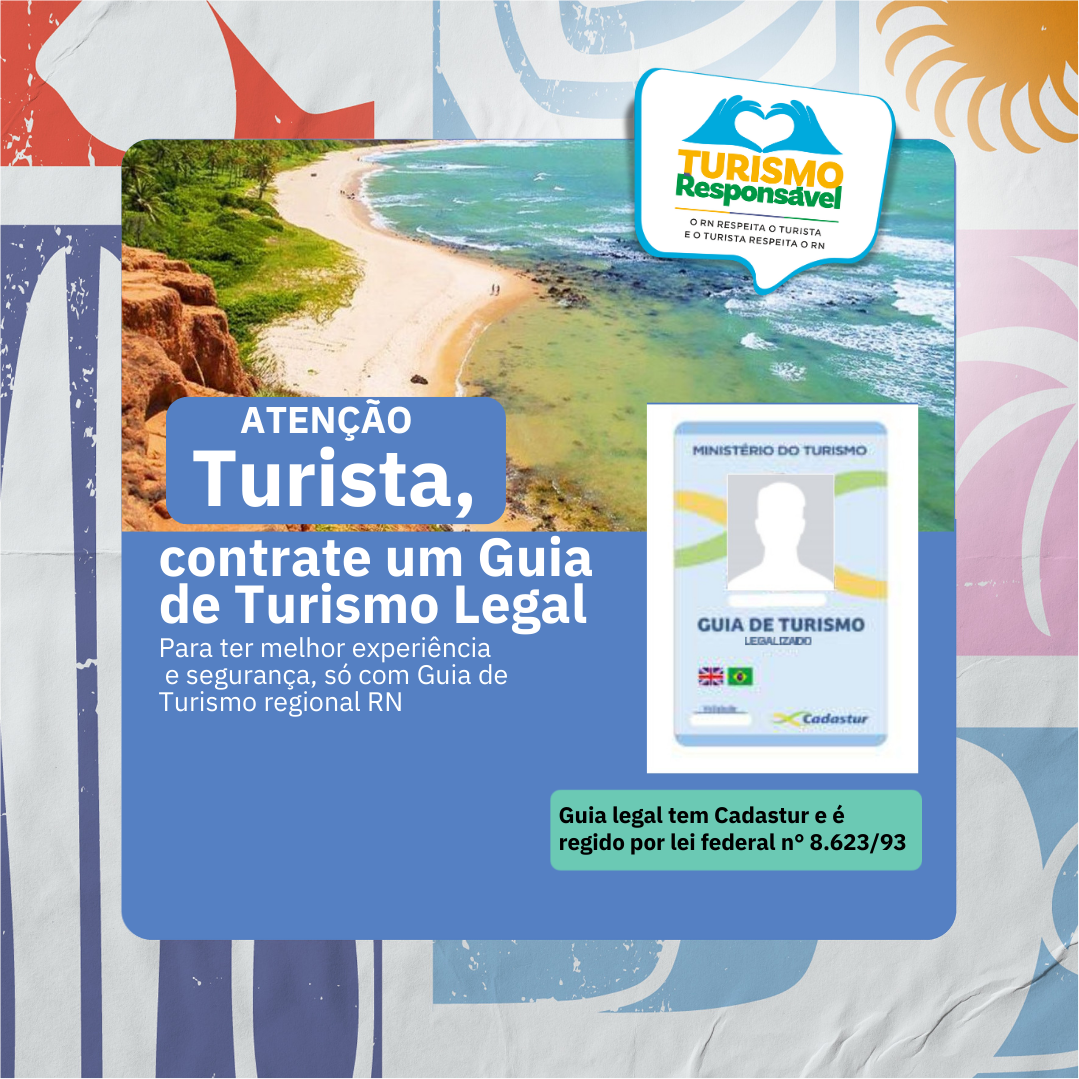 TURISMO
Responsável
O RN RESPEITA O TURISTA
E O TURISTA RESPEITA O RN
ATENÇÃO
Turista,
contrate um Guia
de Turismo Legal
Para ter melhor experiência
e segurança, só com Guia de
Turismo regional RN
MINISTÉRIO DO TURISMO
GUIA DE TURISMO
LEGALIZADO
Validade
Cadastur
Guia legal tem Cadastur e é
regido por lei federal n° 8.623/93